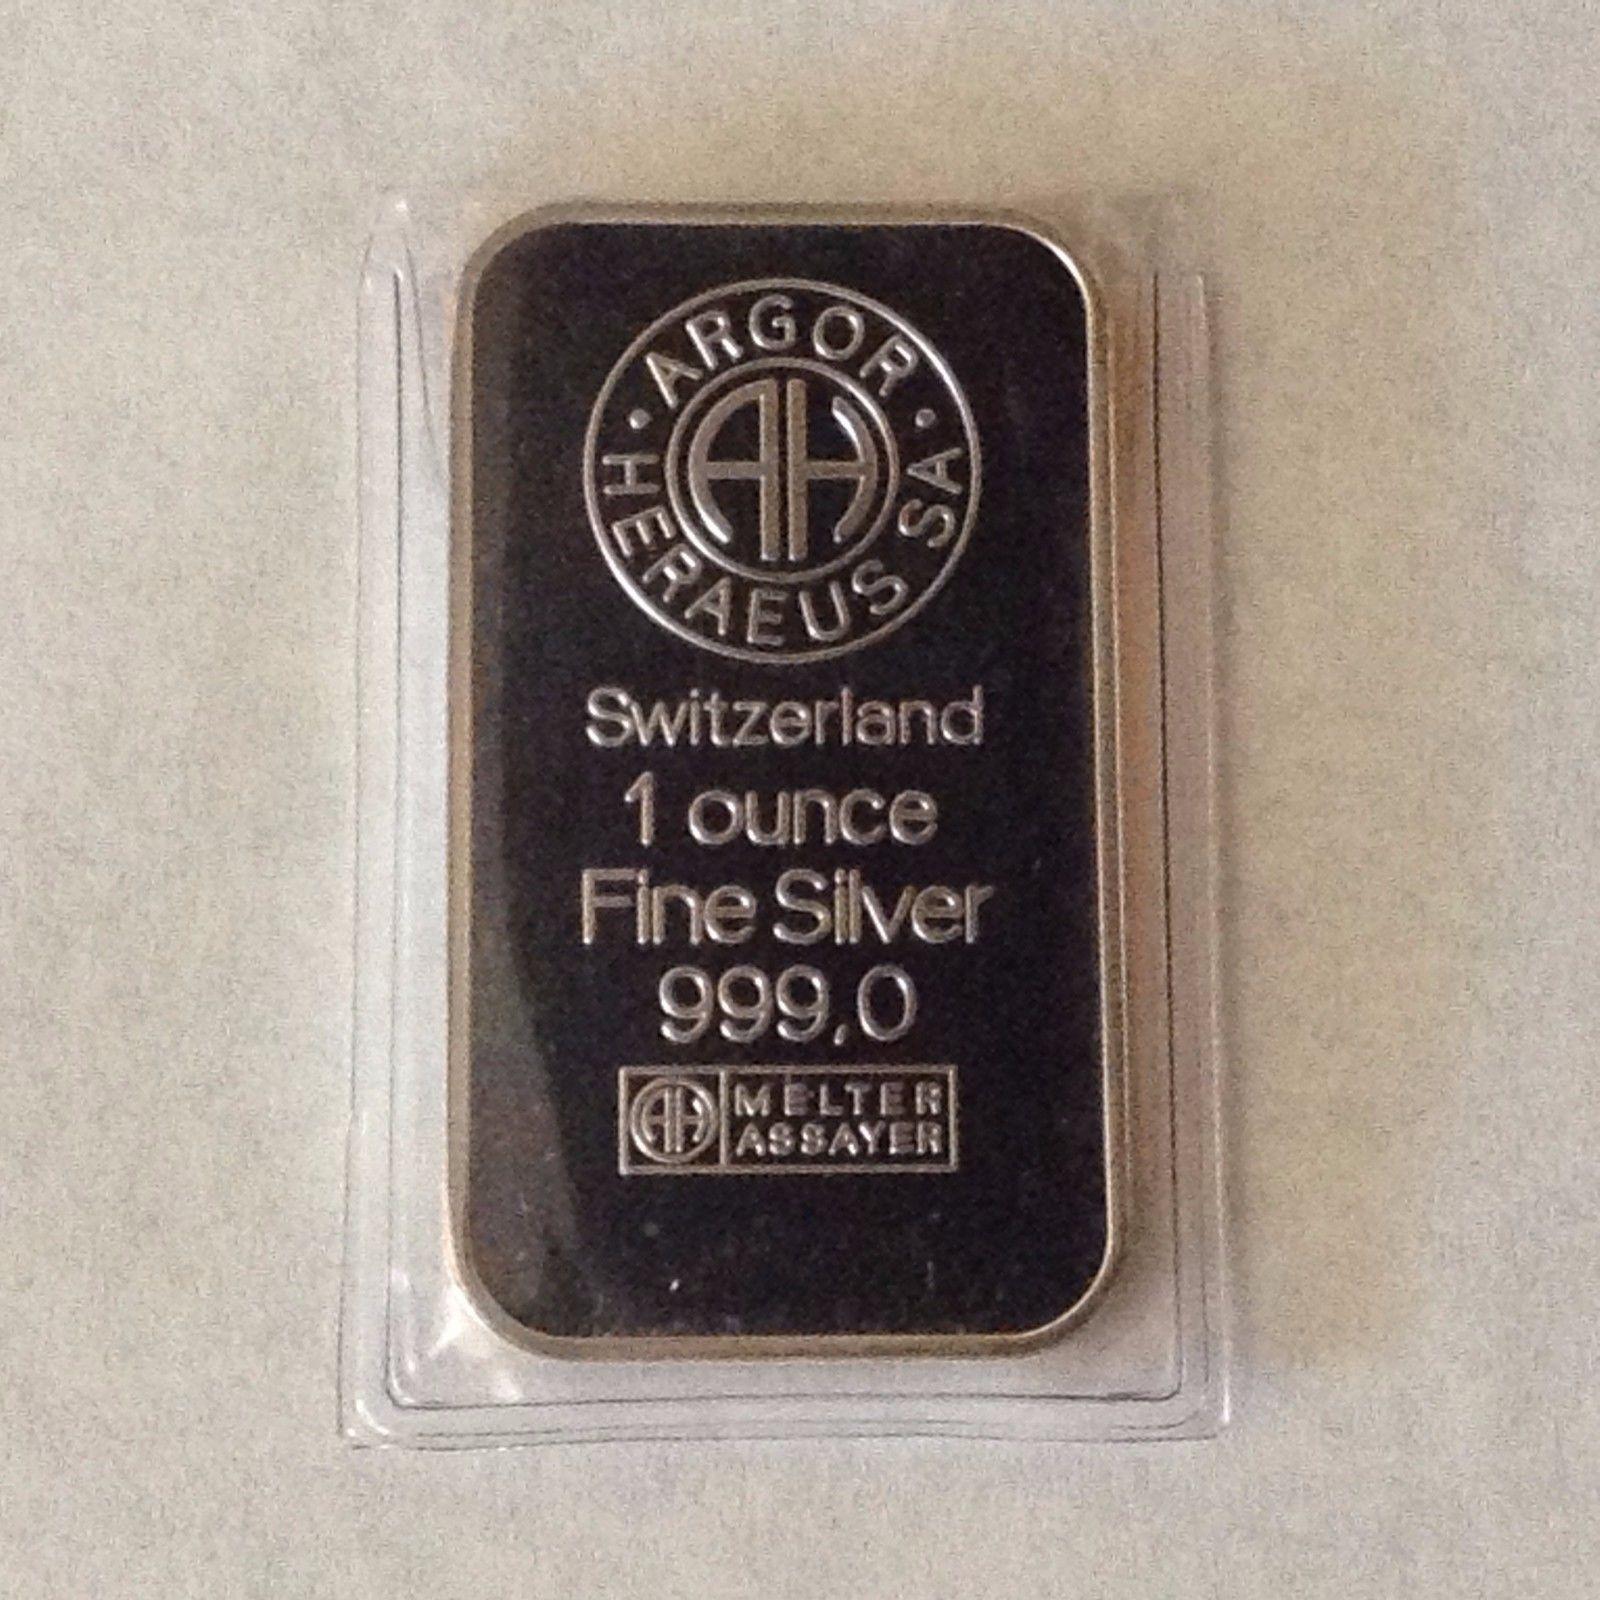 ARGOR
HERAEUS SA
AH
Switzerland
1 ounce
Fine Silver
999,0
AH MELTER
ASSAYER